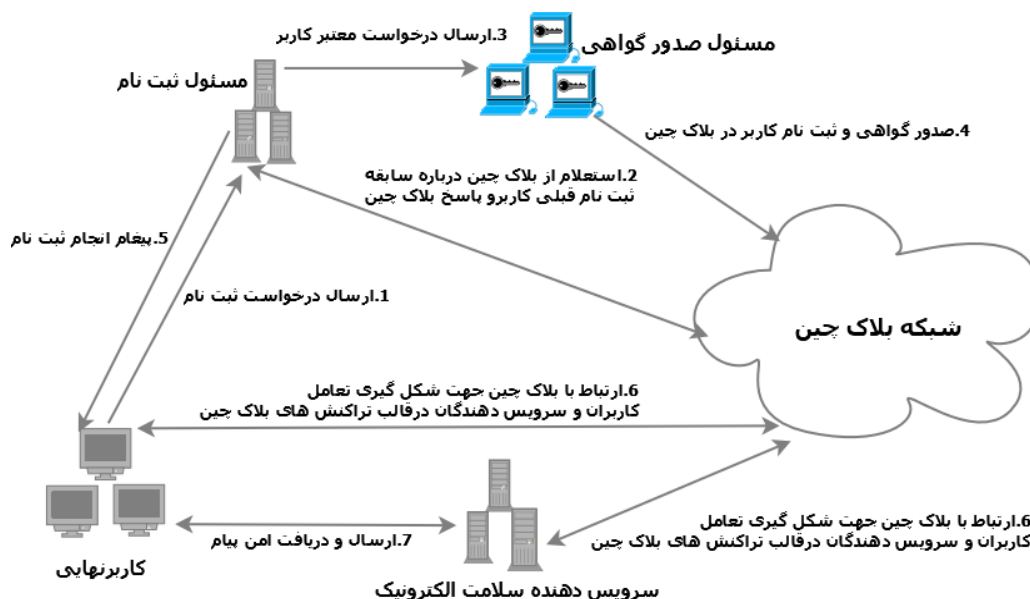 3.ارسال درخواست معتبر کاربر
مسئول صدور گواهی
مسئول ثبت نام
4.صدور گواهی و ثبت نام کاربر در بلاک چین
2.استعلام از بلاک چین درباره سابقه
ثبت نام قبلی کاربرو پاسخ بلاک چین
5.پیغام انجام ثبت نام
1.ارسال درخواست ثبت نام
شبکه بلاک چین
6.ارتباط با بلاک چین جهت شکل گیری تعامل
کاربران و سرویس دهندگان درقالب تراکنش های بلاک چین
6.ارتباط با بلاک چین جهت شکل گیری تعامل
کاربران و سرویس دهندگان درقالب تراکنش های بلاک چین
7.ارسال و دریافت امن پیام
کاربرنهایی
سرویس دهنده سلامت الکترونیک